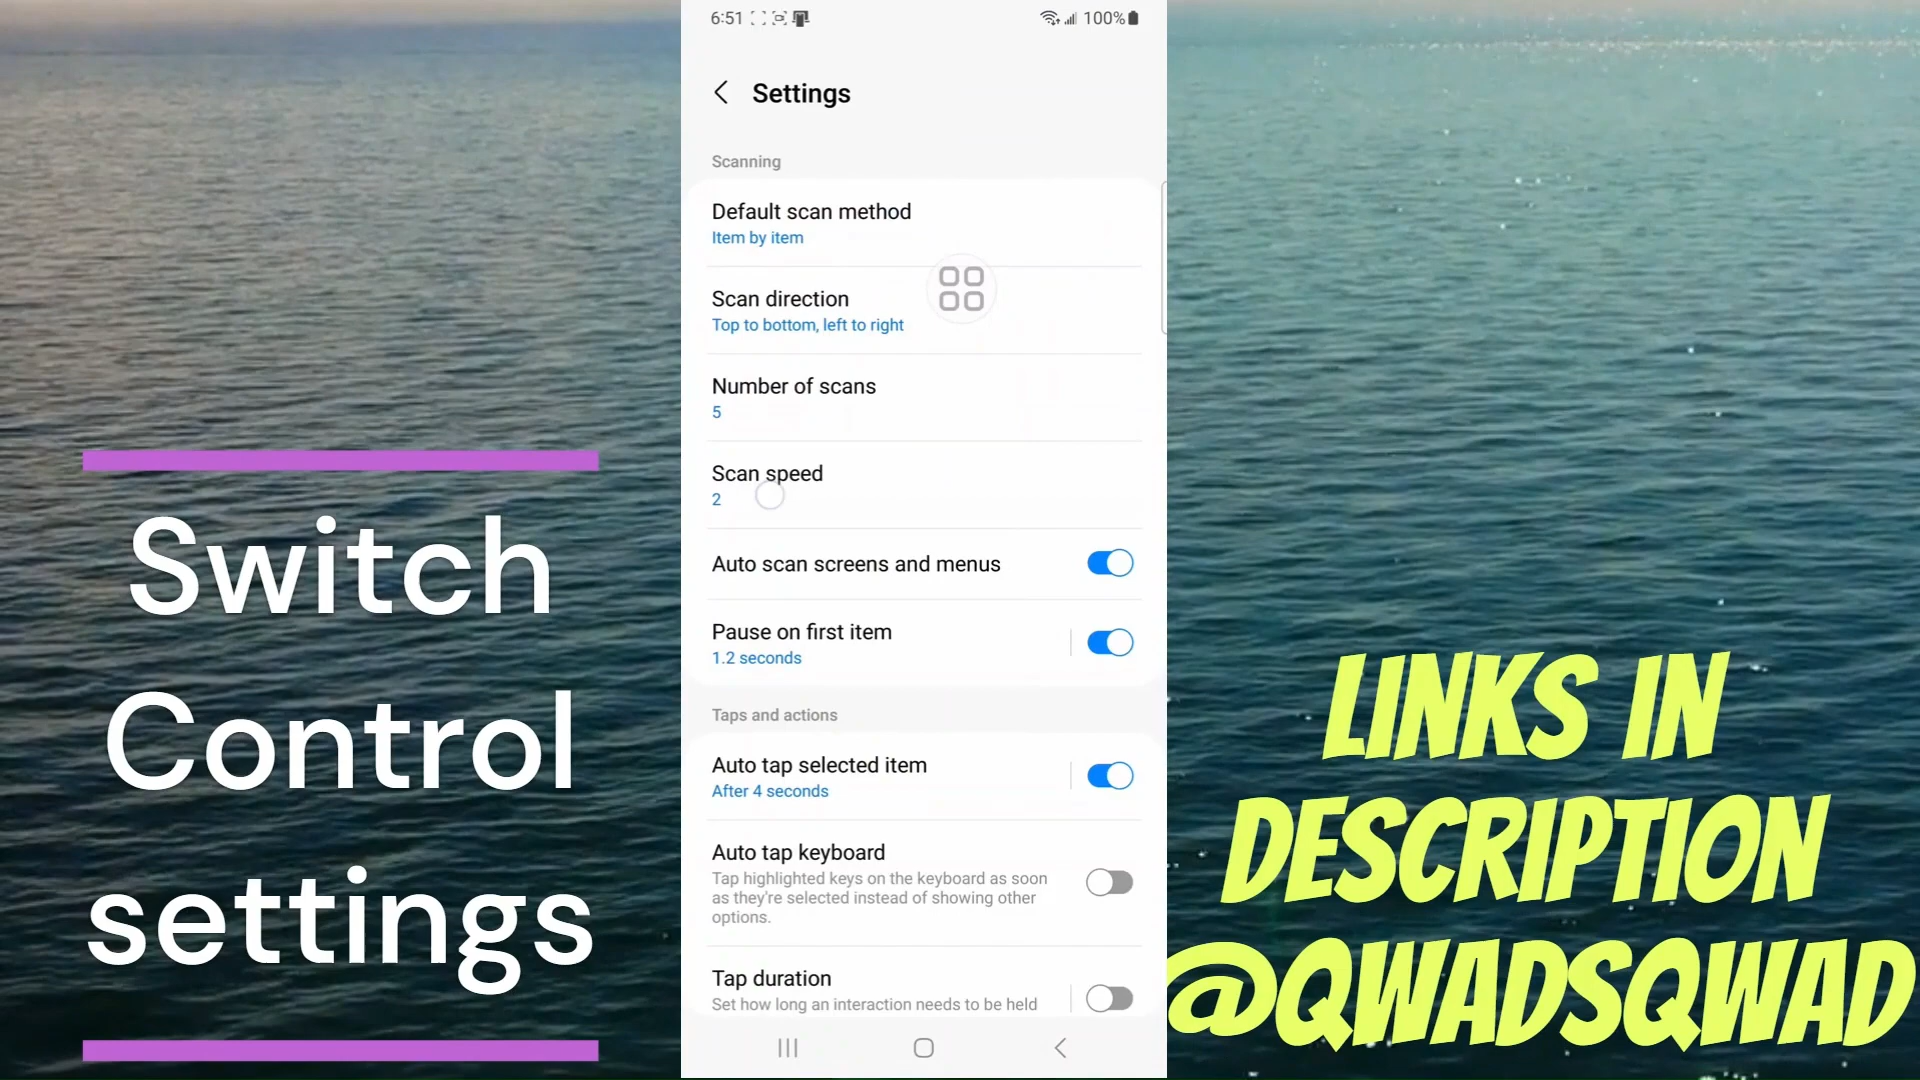 6:51
100%
Settings
Scanning
Default scan method
Item by item
Scan direction
Top to bottom, left to right
Number of scans
5
Scan speed
2
Auto scan screens and menus
Pause on first item
1.2 seconds
Taps and actions
Auto tap selected item
After 4 seconds
Auto tap keyboard
Tap highlighted keys on the keyboard as soon
as they're selected instead of showing other
options.
Tap duration
Set how long an interaction needs to be held
Switch
Control
settings
LINKS IN
DESCRIPTION
@QWADSQWAD